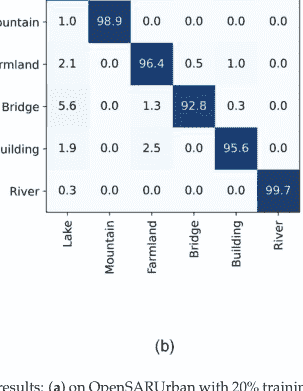 ountain 1.0 98.9 0.0 0.0 0.0 0.0
rmland 2.1 0.0 96.4 0.5 1.0 0.0
Bridge 5.6 0.0 1.3 92.8 0.3 0.0
uilding 1.9 0.0 2.5 0.0 95.6 0.0
River 0.3 0.0 0.0 0.0 0.0 99.7
Lake Mountain Farmland Bridge Building River
(b)
results: (a) on OpenSARUrban with 20% training